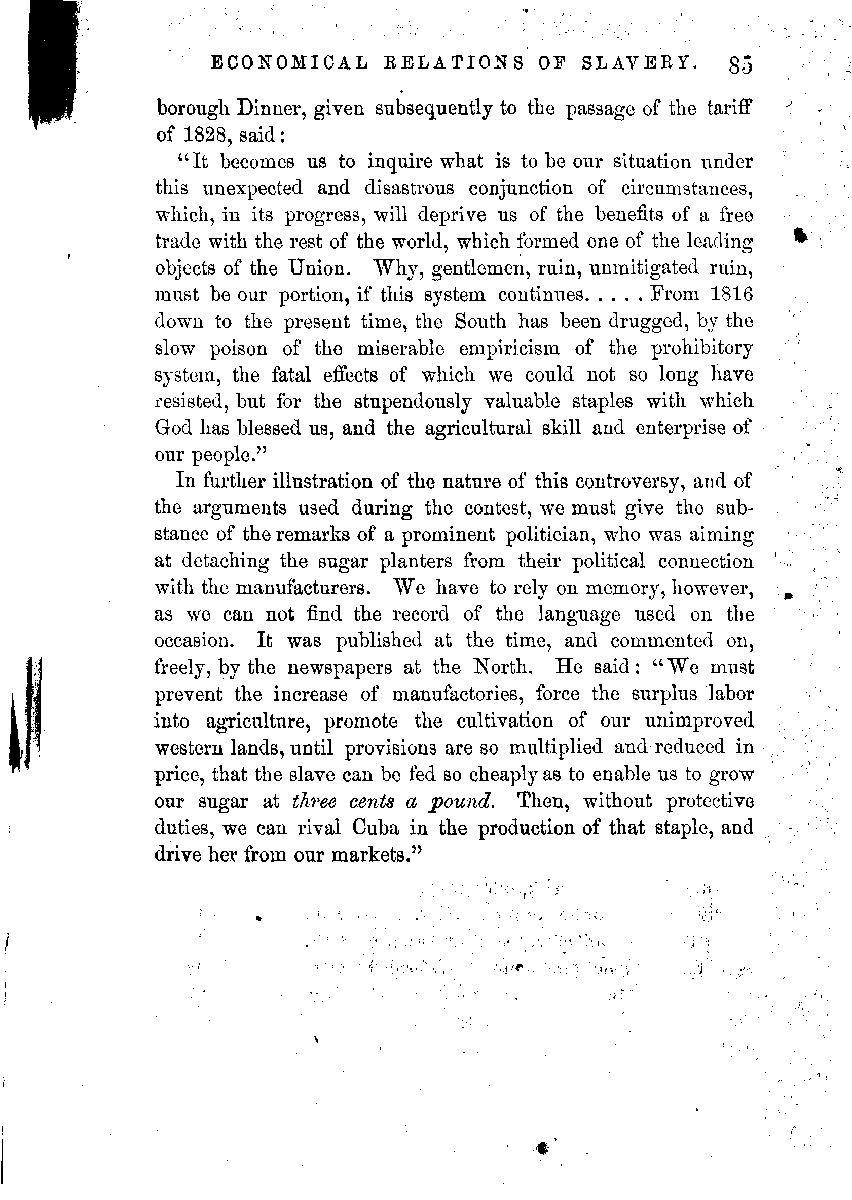 ECONOMICAL RELATIONS OF SLAVERY. 85
borough Dinner, given subsequently to the passage of the tariff
of 1828, said:
"It becomes us to inquire what is to be our situation under
this unexpected and disastrous conjunction of circumstances,
which, in its progress, will deprive us of the benefits of a free
trade with the rest of the world, which formed one of the leading
objects of the Union. Why, gentlemen, ruin, unmitigated ruin,
must be our portion, if this system continues. . . . . . From 1816
down to the present time, the South has been drugged, by the
slow poison of the miserable empiricism of the prohibitory
system, the fatal effects of which we could not so long have
resisted, but for the stupendously valuable staples with which
God has blessed us, and the agricultural skill and enterprise of
our people."
In further illustration of the nature of this controversy, and of
the arguments used during the contest, we must give the sub-
stance of the remarks of a prominent politician, who was aiming
at detaching the sugar planters from their political connection
with the manufacturers. We have to rely on memory, however,
as we can not find the record of the language used on the
occasion. It was published at the time, and commented on,
freely, by the newspapers at the North. He said: "We must
prevent the increase of manufactories, force the surplus labor
into agriculture, promote the cultivation of our unimproved
western lands, until provisions are so multiplied and reduced in
price, that the slave can be fed so cheaply as to enable us to grow
our sugar at three cents a pound. Then, without protective
duties, we can rival Cuba in the production of that staple, and
drive her from our markets."